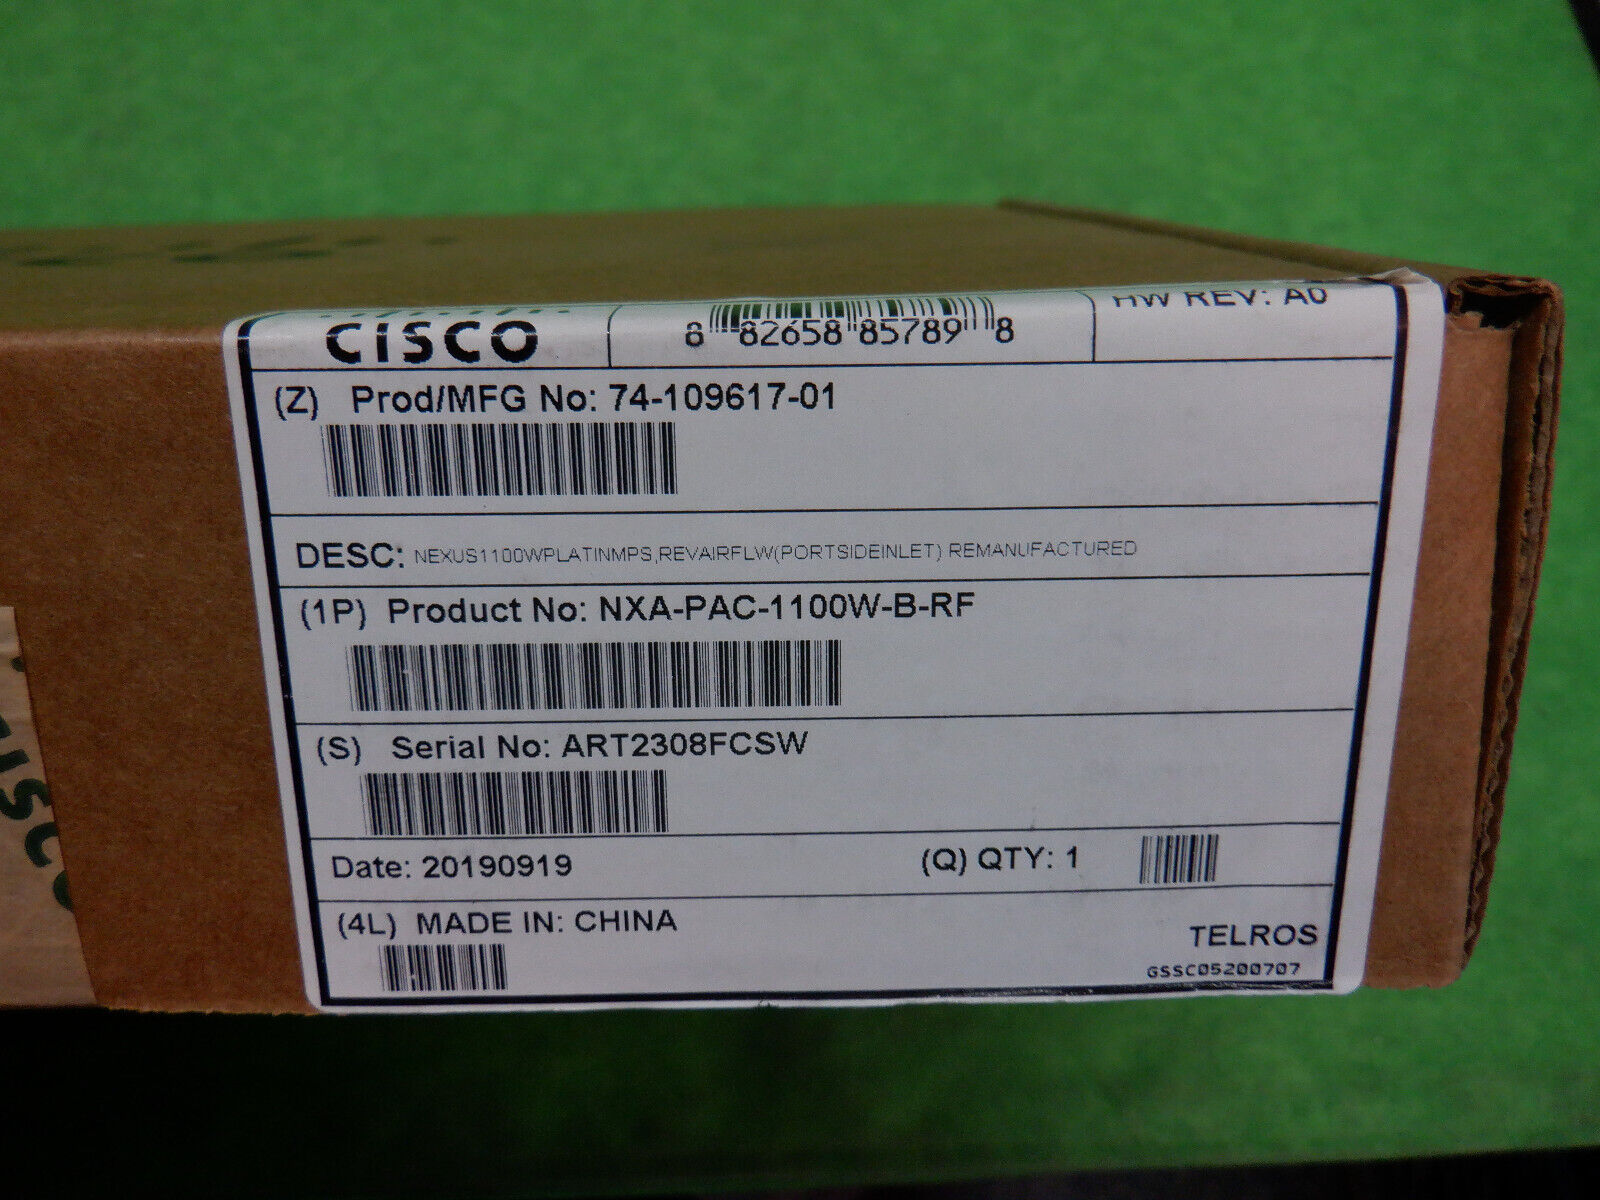 CISCO
8 82658 85789 8
HW REV: A0
(Z) Prod/MFG No: 74-109617-01
DESC: NEXUS1100WPLATINMPS,REVAIRFLW(PORTSIDEINLET) REMANUFACTURED
(1P) Product No: NXA-PAC-1100W-B-RF
(S) Serial No: ART2308FCSW
Date: 20190919
(Q) QTY: 1
(4L) MADE IN: CHINA
TELROS
GSSC05200707
CISCO